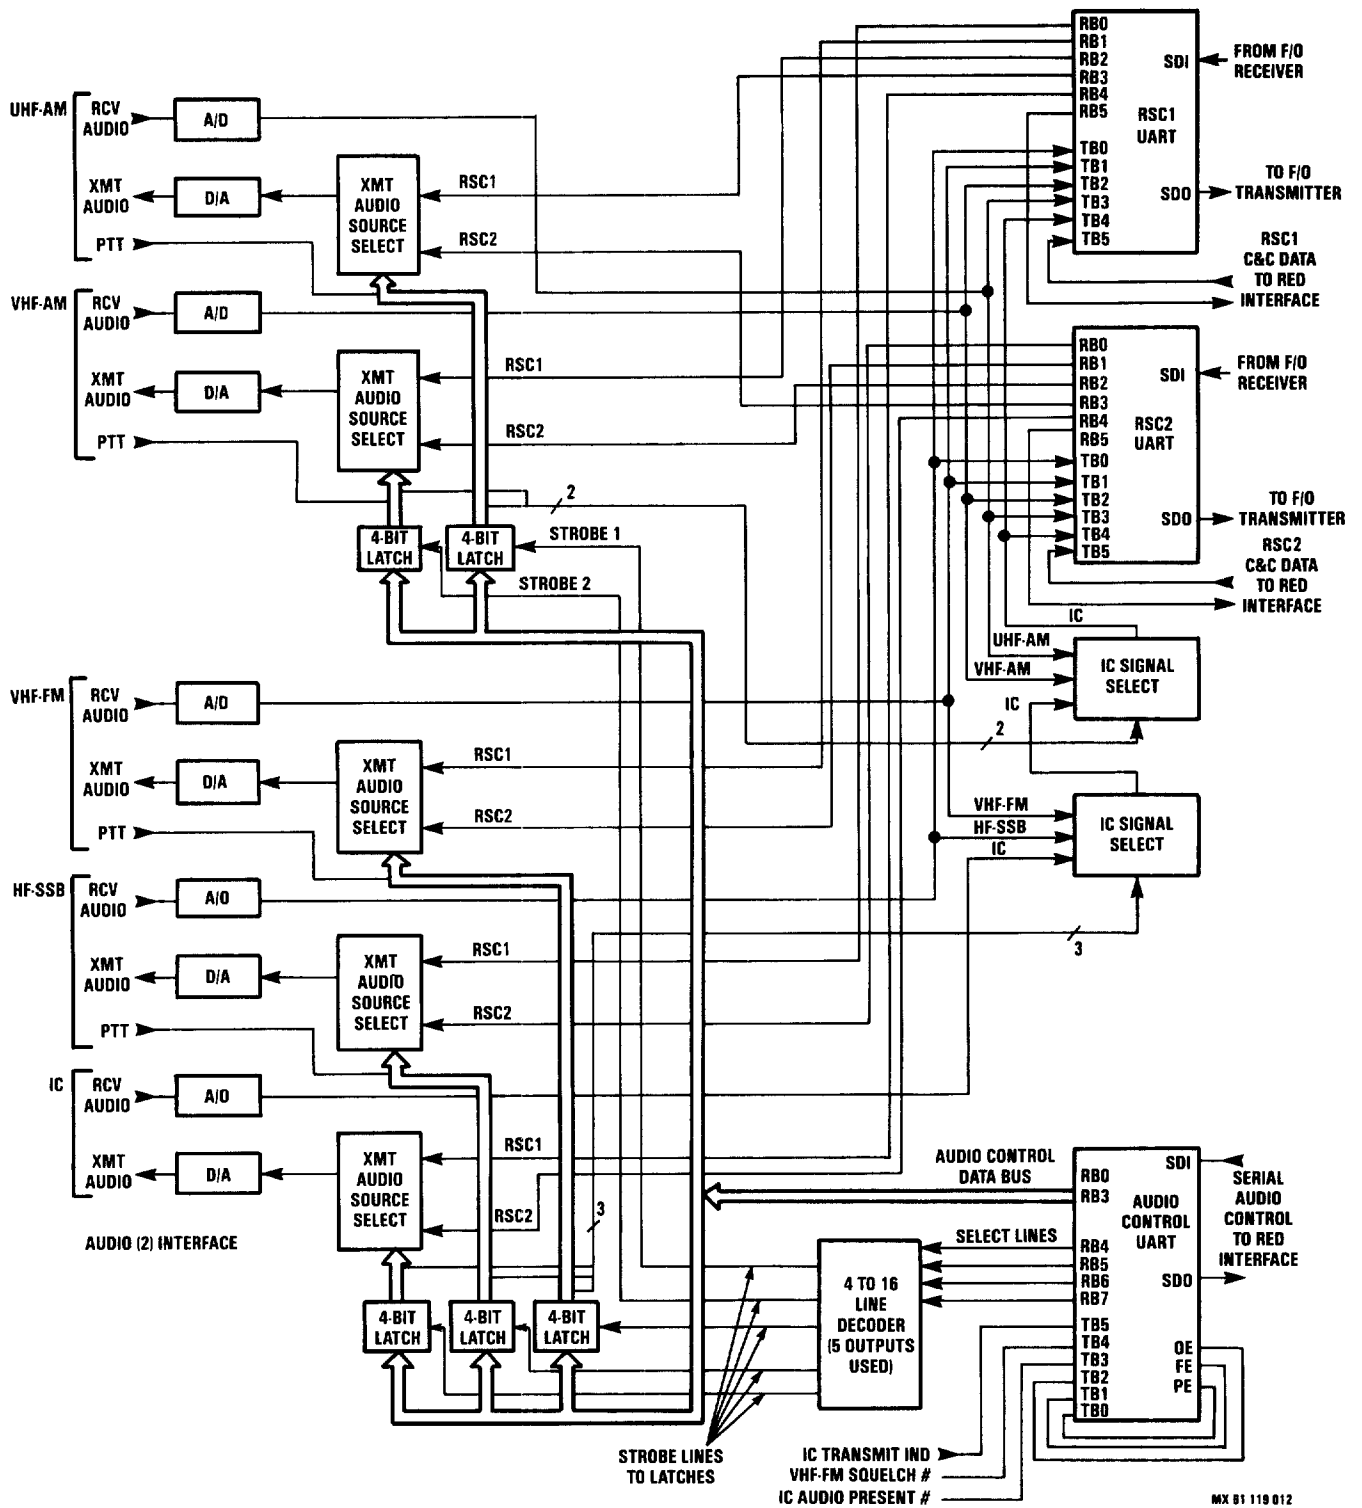 UHF-AM
RCV
AUDIO
A/D
XMT
AUDIO
D/A
XMT
AUDIO
SOURCE
SELECT
RSC1
RSC2
PTT
VHF-AM
RCV
AUDIO
A/D
XMT
AUDIO
D/A
XMT
AUDIO
SOURCE
SELECT
RSC1
RSC2
PTT
2
4-BIT
LATCH
4-BIT
LATCH
STROBE 1
STROBE 2
VHF-FM
RCV
AUDIO
A/D
XMT
AUDIO
D/A
XMT
AUDIO
SOURCE
SELECT
RSC1
RSC2
PTT
HF-SSB
RCV
AUDIO
A/D
XMT
AUDIO
D/A
XMT
AUDIO
SOURCE
SELECT
RSC1
RSC2
PTT
IC
RCV
AUDIO
A/D
XMT
AUDIO
D/A
XMT
AUDIO
SOURCE
SELECT
RSC1
RSC2
3
AUDIO (2) INTERFACE
4-BIT
LATCH
4-BIT
LATCH
4-BIT
LATCH
RB0
RB1
RB2
RB3
RB4
RB5
TB0
TB1
TB2
TB3
TB4
TB5
SDI
RSC1
UART
SDO
FROM F/O
RECEIVER
TO F/O
TRANSMITTER
RSC1
C&C DATA
TO RED
INTERFACE
RB0
RB1
RB2
RB3
RB4
RB5
TB0
TB1
TB2
TB3
TB4
TB5
SDI
RSC2
UART
SDO
FROM F/O
RECEIVER
TO F/O
TRANSMITTER
RSC2
C&C DATA
TO RED
INTERFACE
IC
UHF-AM
VHF-AM
IC
IC SIGNAL
SELECT
2
VHF-FM
HF-SSB
IC
IC SIGNAL
SELECT
3
AUDIO CONTROL
DATA BUS
SELECT LINES
4 TO 16
LINE
DECODER
(5 OUTPUTS
USED)
RB0
RB3
RB4
RB5
RB6
RB7
TB5
TB4
TB3
TB2
TB1
TB0
SDI
AUDIO
CONTROL
UART
SDO
OE
FE
PE
SERIAL
AUDIO
CONTROL
TO RED
INTERFACE
STROBE LINES
TO LATCHES
IC TRANSMIT IND
VHF-FM SQUELCH #
IC AUDIO PRESENT #
MX 81 119 012